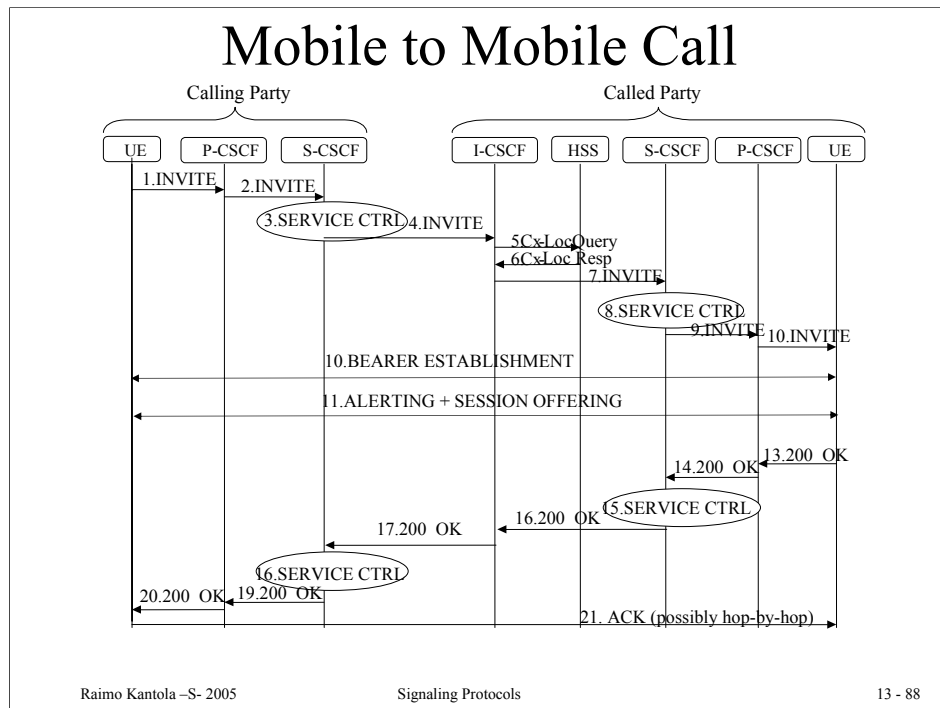 Mobile to Mobile Call
Calling Party
Called Party
UE
P-CSCF
S-CSCF
I-CSCF
HSS
S-CSCF
P-CSCF
UE
1.INVITE
2.INVITE
3.SERVICE CTRL
4.INVITE
5Cx-LocQuery
6Cx-Loc Resp
7.INVITE
8.SERVICE CTRL
9.INVITE
10.INVITE
10.BEARER ESTABLISHMENT
11.ALERTING + SESSION OFFERING
13.200 OK
14.200 OK
15.SERVICE CTRL
16.200 OK
17.200 OK
16.SERVICE CTRL
19.200 OK
20.200 OK
21. ACK (possibly hop-by-hop)
Raimo Kantola –S- 2005
Signaling Protocols
13 - 88